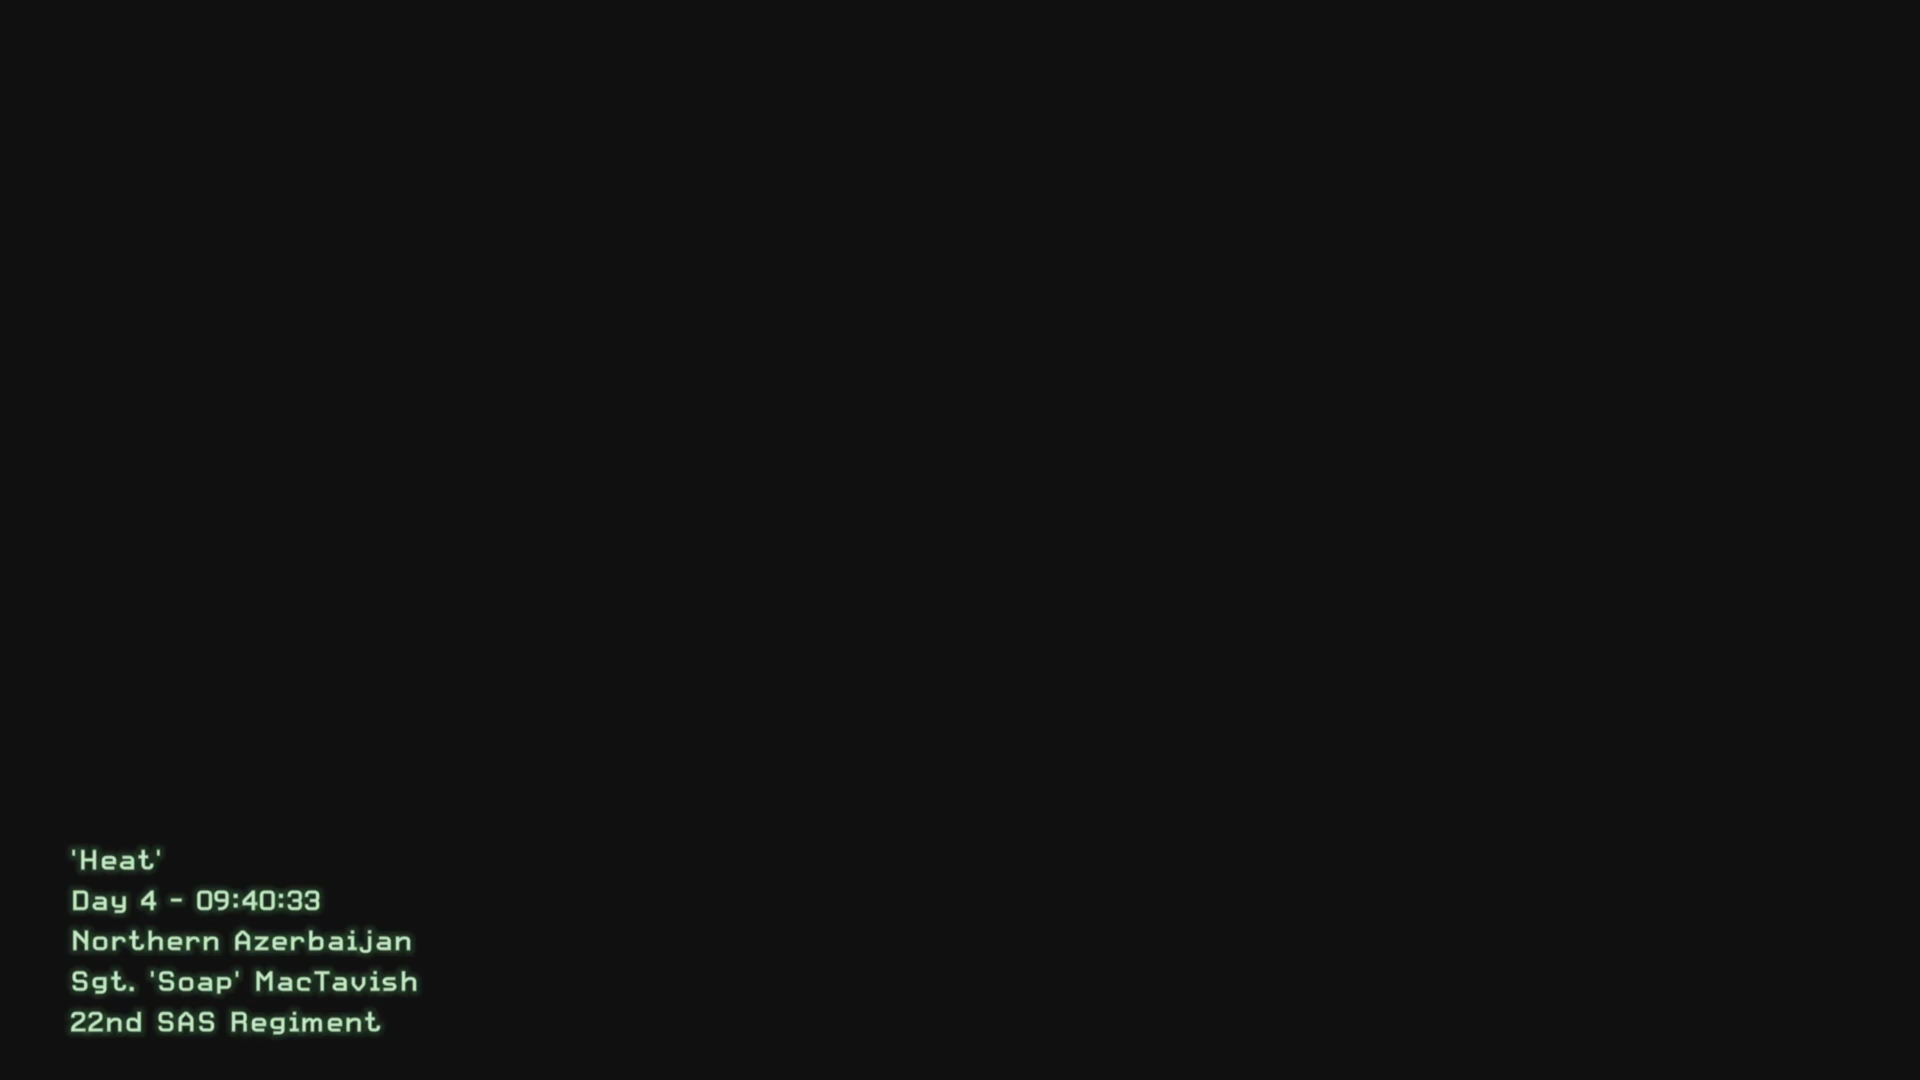 'Heat'
Day 4 - 09:40:33
Northern Azerbaijan
Sgt. 'Soap' MacTavish
22nd SAS Regiment